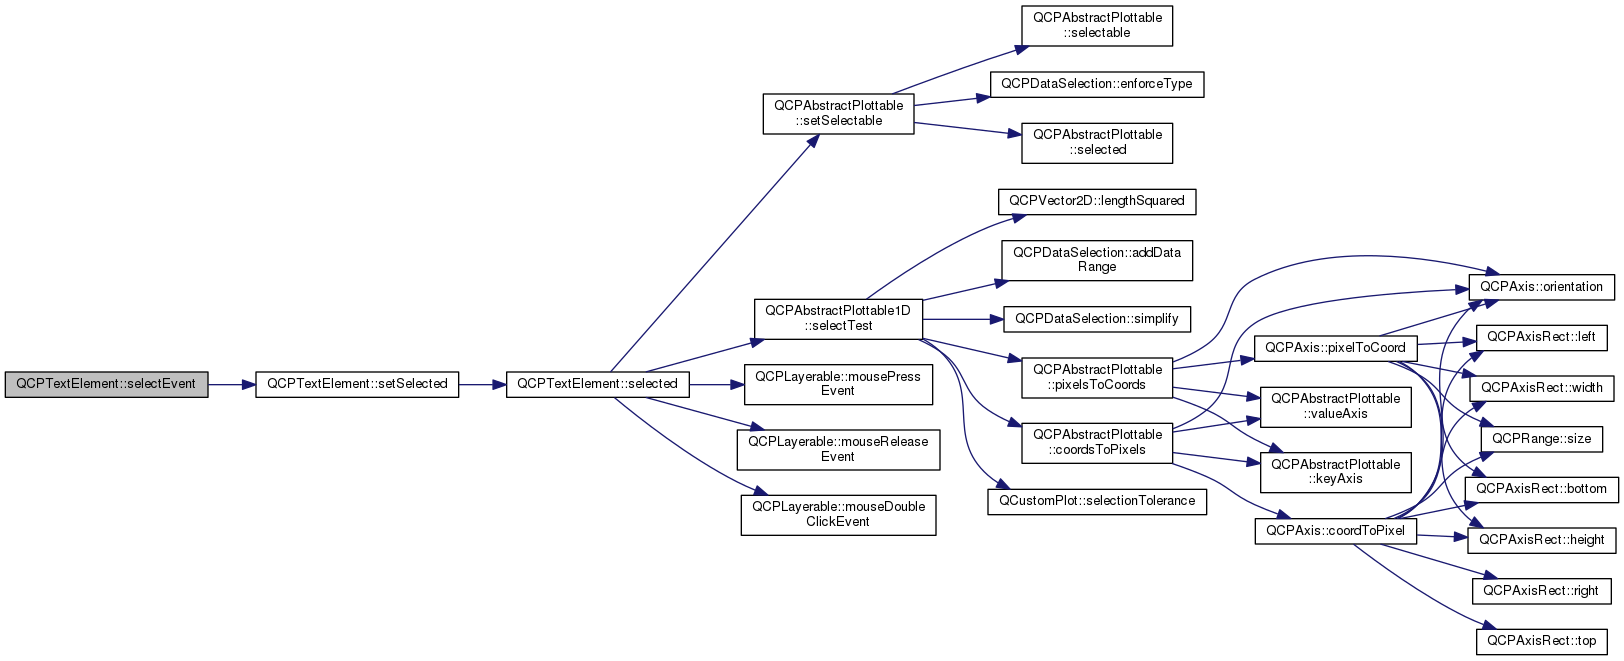 QCPTextElement::selectEvent
QCPTextElement::setSelected
QCPTextElement::selected
QCPAbstractPlottable
::setSelectable
QCPAbstractPlottable
::selectable
QCPDataSelection::enforceType
QCPAbstractPlottable
::selected
QCPAbstractPlottable1D
::selectTest
QCPVector2D::lengthSquared
QCPDataSelection::addData
Range
QCPDataSelection::simplify
QCPAbstractPlottable
::pixelsToCoords
QCPAbstractPlottable
::coordsToPixels
QCustomPlot::selectionTolerance
QCPLayerable::mousePress
Event
QCPLayerable::mouseRelease
Event
QCPLayerable::mouseDouble
ClickEvent
QCPAxis::pixelToCoord
QCPAbstractPlottable
::valueAxis
QCPAbstractPlottable
::keyAxis
QCPAxis::coordToPixel
QCPAxis::orientation
QCPAxisRect::left
QCPAxisRect::width
QCPRange::size
QCPAxisRect::bottom
QCPAxisRect::height
QCPAxisRect::right
QCPAxisRect::top